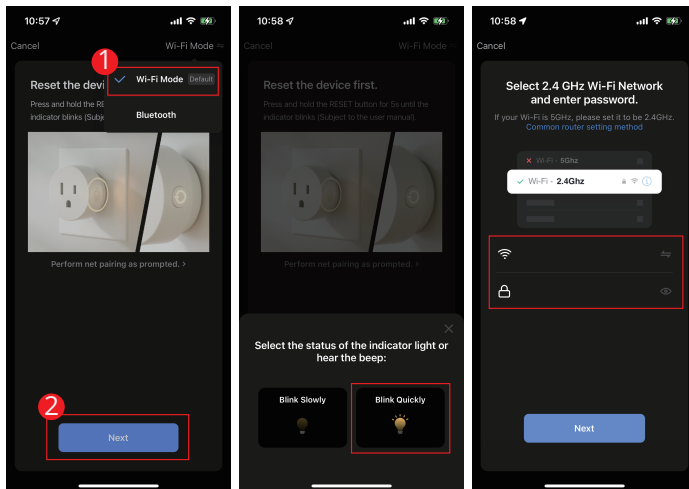 10:57
Cancel
Wi-Fi Mode
1
Wi-Fi Mode Default
Bluetooth
Reset the devi
Press and hold the RE
indicator blinks (Subje
Perform net pairing as prompted. >
2
Next
10:58
Cancel
Wi-Fi Mode
Reset the device first.
Press and hold the RESET button for 5s until the
indicator blinks (Subject to the user manual).
Perform net pairing as prompted. >
Select the status of the indicator light or
hear the beep:
Blink Slowly
Blink Quickly
10:58
Cancel
Select 2.4 GHz Wi-Fi Network
and enter password.
If your Wi-Fi is 5GHz, please set it to be 2.4GHz.
Common router setting method
Wi-Fi - 5Ghz
Wi-Fi - 2.4Ghz
Next